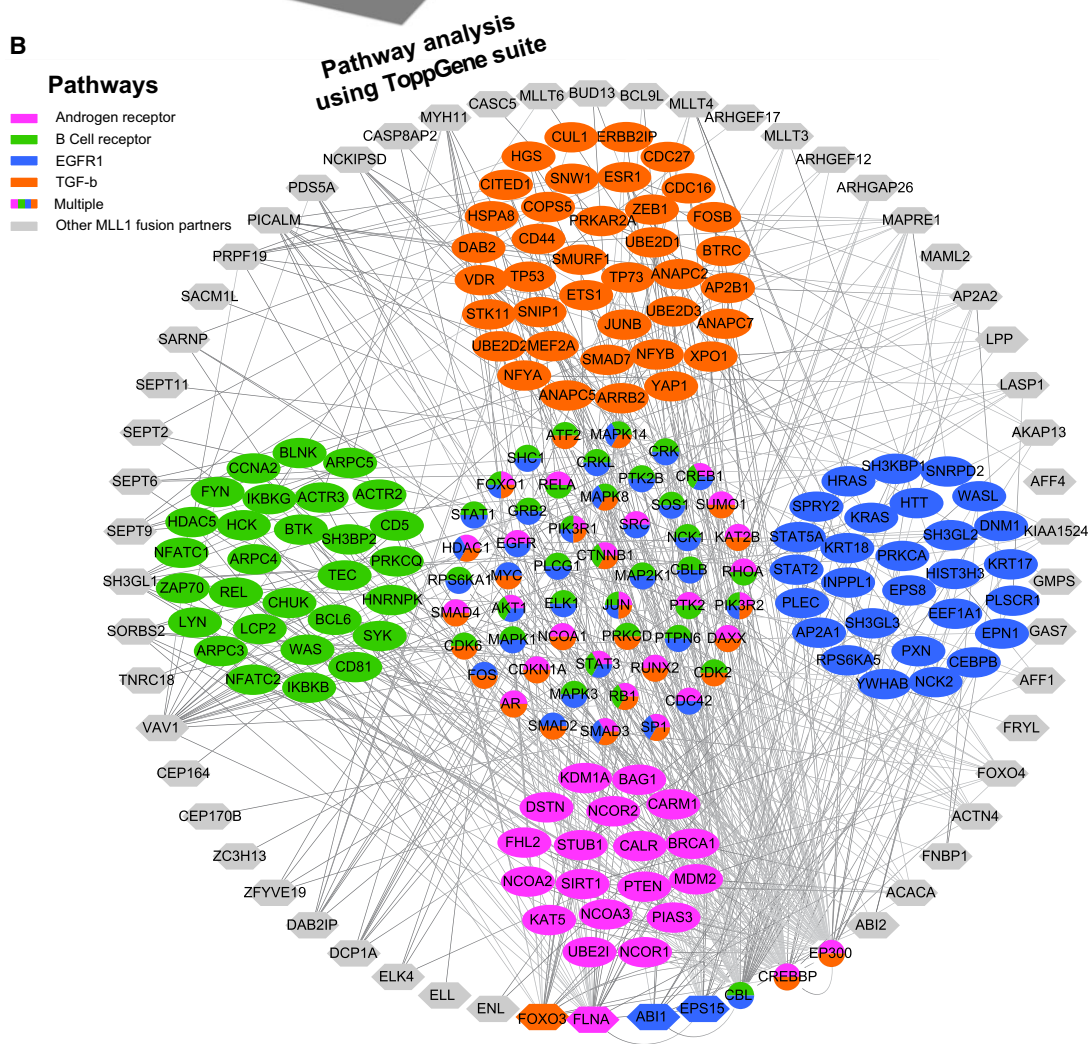 B
Pathway analysis
using ToppGene suite
Pathways
Androgen receptor
B Cell receptor
EGFR1
TGF-b
Multiple
Other MLL1 fusion partners
MYH11
CASC5
MLLT6
BUD13
BCL9L
MLLT4
ARHGEF17
MLLT3
ARHGEF12
ARHGAP26
MAPRE1
MAML2
AP2A2
LPP
LASP1
AKAP13
AFF4
KIAA1524
GMPS
GAS7
AFF1
FRYL
FOXO4
ACTN4
FNBP1
ACACA
ABI2
EP300
CREBBP
CBL
EPS15
ABI1
FLNA
FOXO3
ENL
ELL
ELK4
DCP1A
DAB2IP
ZFYVE19
ZC3H13
CEP170B
CEP164
VAV1
TNRC18
SORBS2
SH3GL1
SEPT9
SEPT6
SEPT2
SEPT11
SARNP
SACM1L
PRPF19
PICALM
PDS5A
NCKIPSD
CASP8AP2
CUL1
ERBB2IP
HGS
CDC27
CITED1
SNW1
ESR1
CDC16
HSPA8
COPS5
PRKAR2A
ZEB1
FOSB
DAB2
CD44
SMURF1
UBE2D1
BTRC
VDR
TP53
TP73
ANAPC2
AP2B1
ETS1
STK11
SNIP1
JUNB
UBE2D3
ANAPC7
UBE2D2
MEF2A
SMAD7
NFYB
XPO1
NFYA
ANAPC5
ARRB2
YAP1
BLNK
ARPC5
CCNA2
FYN
IKBKG
ACTR3
ACTR2
HDAC5
HCK
BTK
SH3BP2
CD5
NFATC1
ARPC4
PRKCQ
TEC
ZAP70
REL
CHUK
HNRNPK
LYN
LCP2
BCL6
SYK
ARPC3
WAS
CD81
NFATC2
IKBKB
ATF2
MAPK14
SHC1
CRKL
CRK
FOXO1
RELA
PTK2B
CREB1
MAPK8
SOS1
SUMO1
STAT1
GRB2
PIK3R1
SRC
NCK1
KAT2B
HDAC1
EGFR
CTNNB1
RPS6KA1
MYC
PLCG1
MAP2K1
CBLB
RHOA
SMAD4
AKT1
ELK1
JUN
PTK2
PIK3R2
CDK6
MAPK1
NCOA1
PRKCD
PTPN6
DAXX
FOS
CDKN1A
STAT3
RUNX2
CDK2
AR
MAPK3
RB1
CDC42
SMAD2
SMAD3
SP1
SH3KBP1
SNRPD2
HRAS
SPRY2
HTT
WASL
KRAS
STAT5A
SH3GL2
DNM1
KRT18
PRKCA
STAT2
HIST3H3
KRT17
INPPL1
EPS8
PLEC
EEF1A1
PLSCR1
AP2A1
SH3GL3
EPN1
PXN
RPS6KA5
CEBPB
YWHAB
NCK2
KDM1A
BAG1
DSTN
NCOR2
CARM1
FHL2
STUB1
CALR
BRCA1
NCOA2
SIRT1
PTEN
MDM2
KAT5
NCOA3
PIAS3
UBE2I
NCOR1